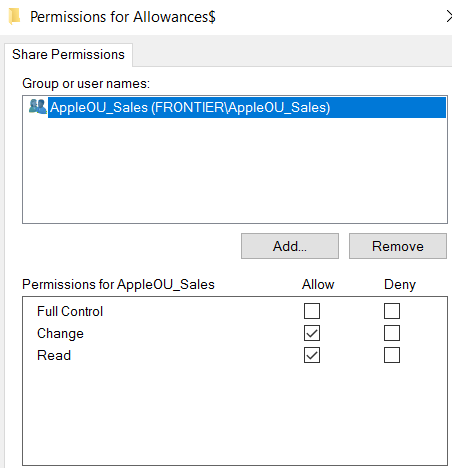 Permissions for Allowances$
Share Permissions
Group or user names:
AppleOU_Sales (FRONTIER\AppleOU_Sales)
Add... Remove
Permissions for AppleOU_Sales Allow Deny
Full Control
Change
Read